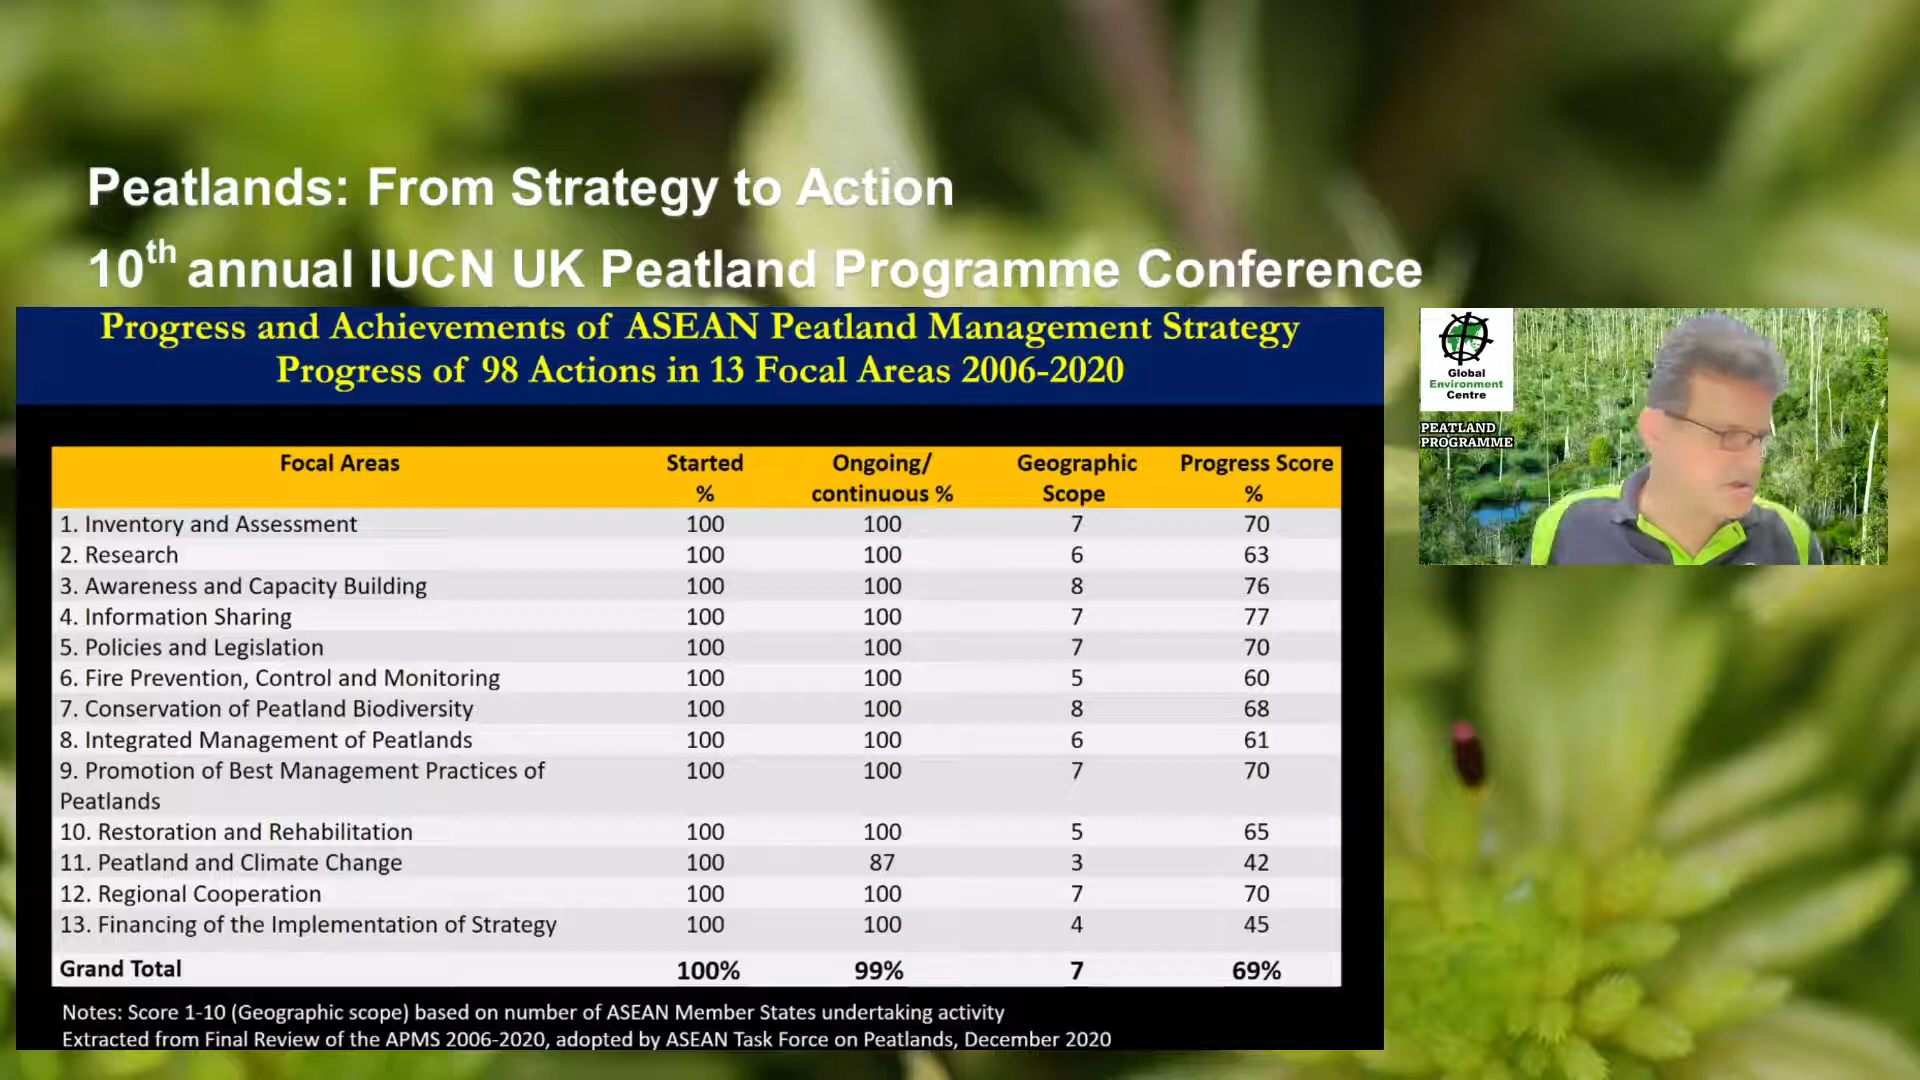 Peatlands: From Strategy to Action
10th annual IUCN UK Peatland Programme Conference
Progress and Achievements of ASEAN Peatland Management Strategy
Progress of 98 Actions in 13 Focal Areas 2006-2020
Global
Environment
Centre
PEATLAND
PROGRAMME
Focal Areas Started % Ongoing/ continuous % Geographic Scope Progress Score %
1. Inventory and Assessment 100 100 7 70
2. Research 100 100 6 63
3. Awareness and Capacity Building 100 100 8 76
4. Information Sharing 100 100 7 77
5. Policies and Legislation 100 100 7 70
6. Fire Prevention, Control and Monitoring 100 100 5 60
7. Conservation of Peatland Biodiversity 100 100 8 68
8. Integrated Management of Peatlands 100 100 6 61
9. Promotion of Best Management Practices of 100 100 7 70
Peatlands
10. Restoration and Rehabilitation 100 100 5 65
11. Peatland and Climate Change 100 87 3 42
12. Regional Cooperation 100 100 7 70
13. Financing of the Implementation of Strategy 100 100 4 45
Grand Total 100% 99% 7 69%
Notes: Score 1-10 (Geographic scope) based on number of ASEAN Member States undertaking activity
Extracted from Final Review of the APMS 2006-2020, adopted by ASEAN Task Force on Peatlands, December 2020